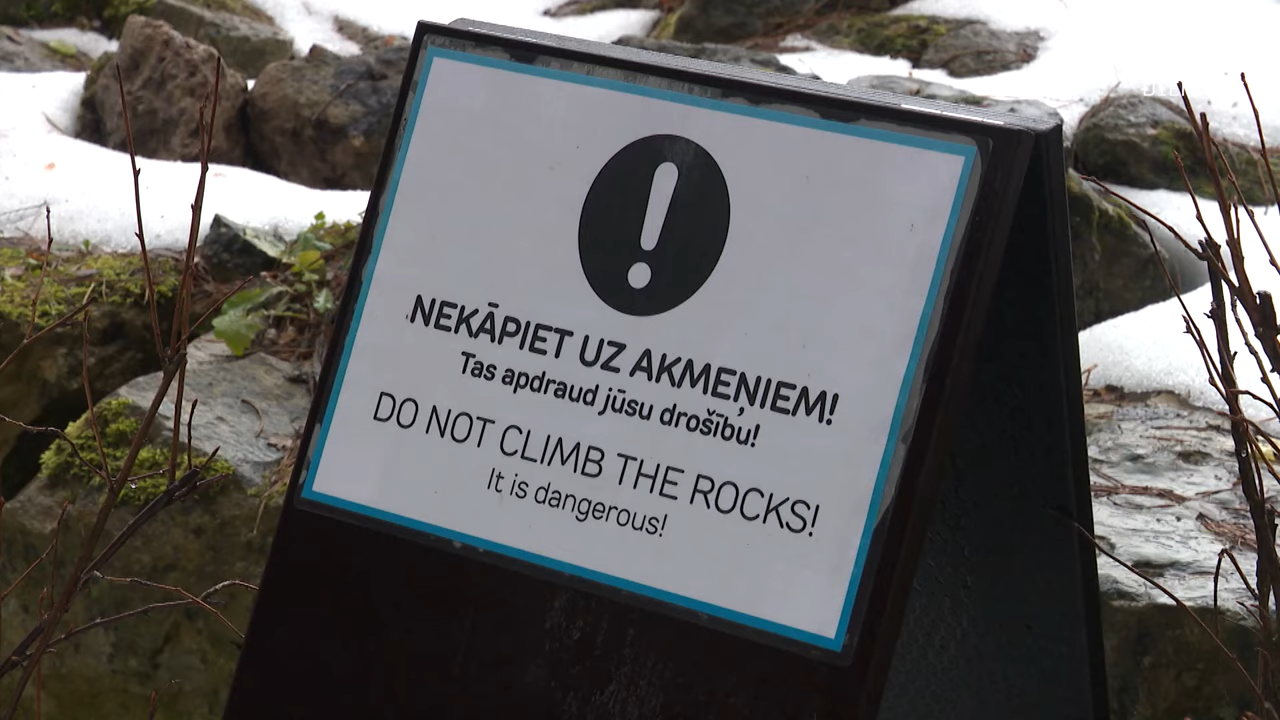 NEKĀPIET UZ AKMEŅIEM!
Tas apdraud jūsu drošību!
DO NOT CLIMB THE ROCKS!
It is dangerous!